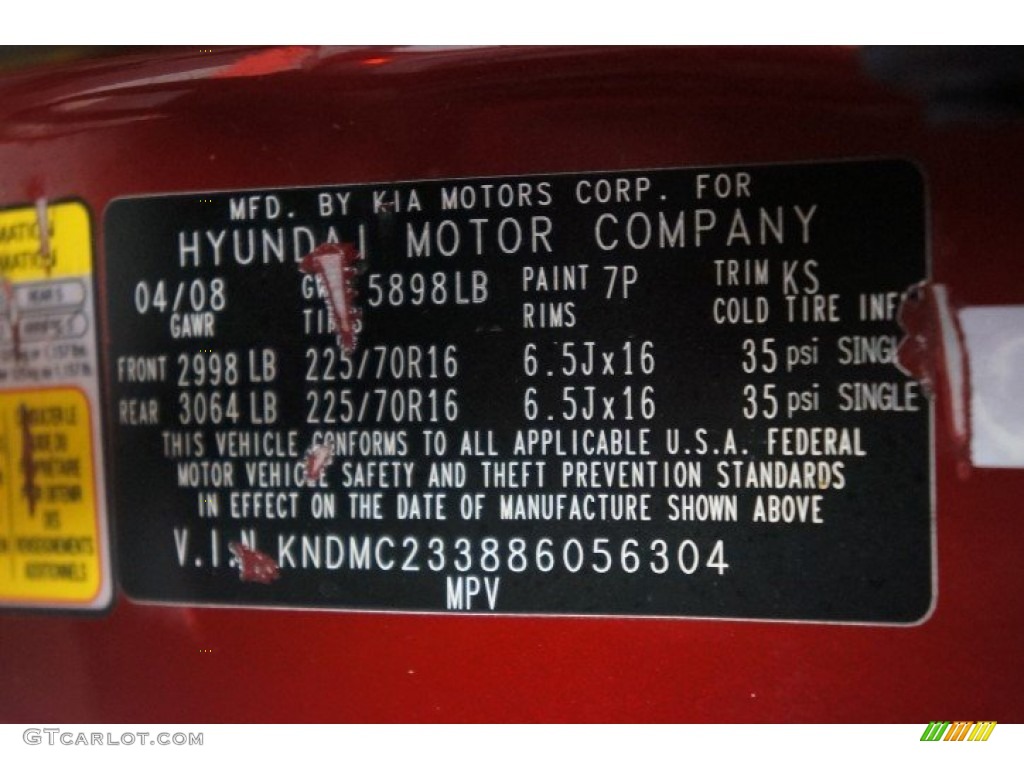 MFD. BY KIA MOTORS CORP. FOR
HYUNDAI MOTOR COMPANY
04/08 5898LB PAINT 7P TRIM KS
GAWR TIRES RIMS COLD TIRE INF
FRONT 2998 LB 225/70R16 6.5Jx16 35 psi SINGL
REAR 3064 LB 225/70R16 6.5Jx16 35 psi SINGLE
THIS VEHICLE CONFORMS TO ALL APPLICABLE U.S.A. FEDERAL
MOTOR VEHICLE SAFETY AND THEFT PREVENTION STANDARDS
IN EFFECT ON THE DATE OF MANUFACTURE SHOWN ABOVE
V.I.N KNDMC233886056304
MPV
GTCarlot.com